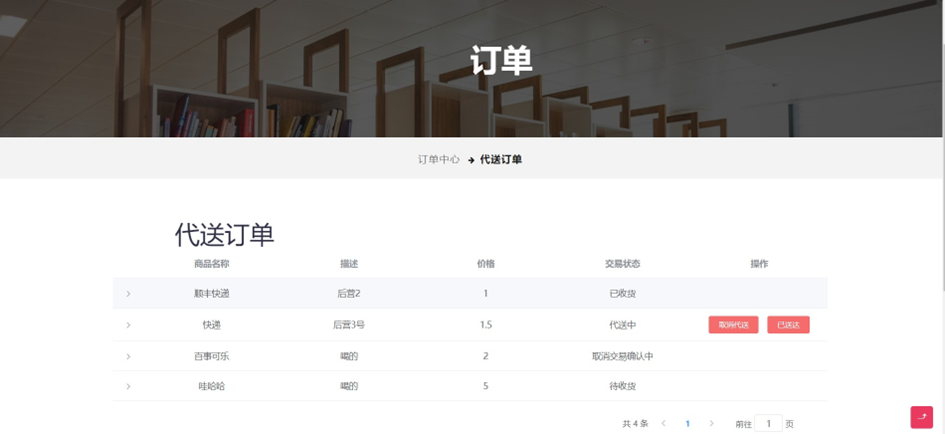 订单
订单中心 ➔ 代送订单
代送订单
商品名称 描述 价格 交易状态 操作
顺丰快递 后营2 1 已收货
快递 后营3号 1.5 代送中 取消代送 已送达
百事可乐 喝的 2 取消交易确认中
哇哈哈 喝的 5 待收货
共 4 条 < 1 > 前往 1 页